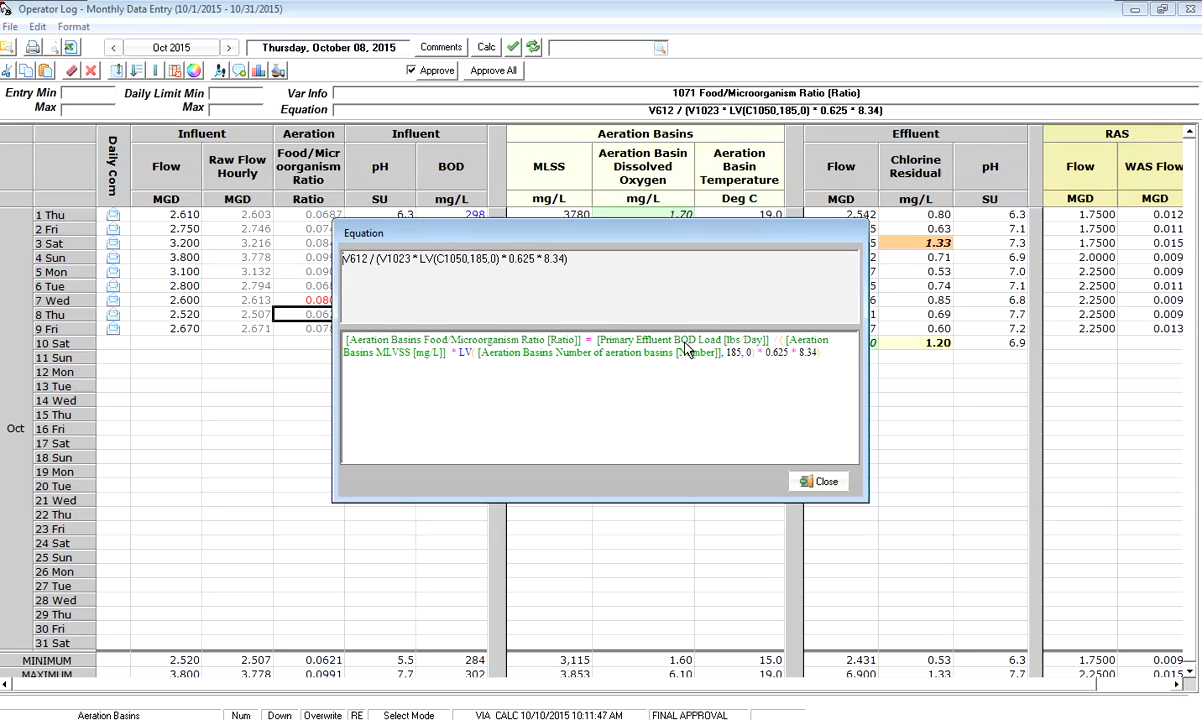 Operator Log - Monthly Data Entry (10/1/2015 - 10/31/2015)
File Edit Format
< Oct 2015 > Thursday, October 08, 2015 Comments Calc
Approve Approve All
Entry Min Daily Limit Min Var Info 1071 Food/Microorganism Ratio (Ratio)
Max Max Equation V612 / (V1023 * LV(C1050,185,0) * 0.625 * 8.34)
Daily Com Influent Aeration Influent Aeration Basins Effluent RAS
Flow Raw Flow Hourly Food/Micr oorganism Ratio pH BOD MLSS Aeration Basin Dissolved Oxygen Aeration Basin Temperature Flow Chlorine Residual pH Flow WAS Flow
MGD MGD Ratio SU mg/L mg/L mg/L Deg C MGD mg/L SU MGD MGD
1 Thu 2.610 2.603 0.0687 6.3 298 3780 1.70 19.0 2.542 0.80 6.3 1.7500 0.012
2 Fri 2.750 2.746 0.63 7.1 1.7500 0.011
3 Sat 3.200 3.216 1.33 7.3 1.7500 0.015
4 Sun 3.800 3.778 0.71 6.9 2.0000 0.009
5 Mon 3.100 3.132 0.53 7.0 2.2500 0.009
6 Tue 2.800 2.794 0.74 7.1 2.2500 0.011
7 Wed 2.600 2.613 0.85 6.8 2.2500 0.009
8 Thu 2.520 2.507 0.69 7.7 2.2500 0.009
9 Fri 2.670 2.671 0.60 7.2 2.2500 0.013
10 Sat 1.20 6.9
11 Sun
12 Mon
13 Tue
14 Wed
15 Thu
Oct 16 Fri
17 Sat
18 Sun
19 Mon
20 Tue
21 Wed
22 Thu
23 Fri
24 Sat
25 Sun
26 Mon
27 Tue
28 Wed
29 Thu
30 Fri
31 Sat
MINIMUM 2.520 2.507 0.0621 5.5 284 3,115 1.60 15.0 2.431 0.53 6.3 1.7500 0.009
MAXIMUM 3.800 3.778 0.0991 7.7 302 3,853 6.10 19.0 6.900 1.33 7.7 2.2500 0.015
Equation
V612 / (V1023 * LV(C1050,185,0) * 0.625 * 8.34)
[Aeration Basins Food/Microorganism Ratio [Ratio]] = [Primary Effluent BOD Load [lbs/Day]] / ( [Aeration
Basins MLVSS [mg/L]] * LV( [Aeration Basins Number of aeration basins [Number]], 185, 0) * 0.625 * 8.34)
Close
Aeration Basins Num Down Overwrite RE Select Mode VIA CALC 10/10/2015 10:11:47 AM FINAL APPROVAL